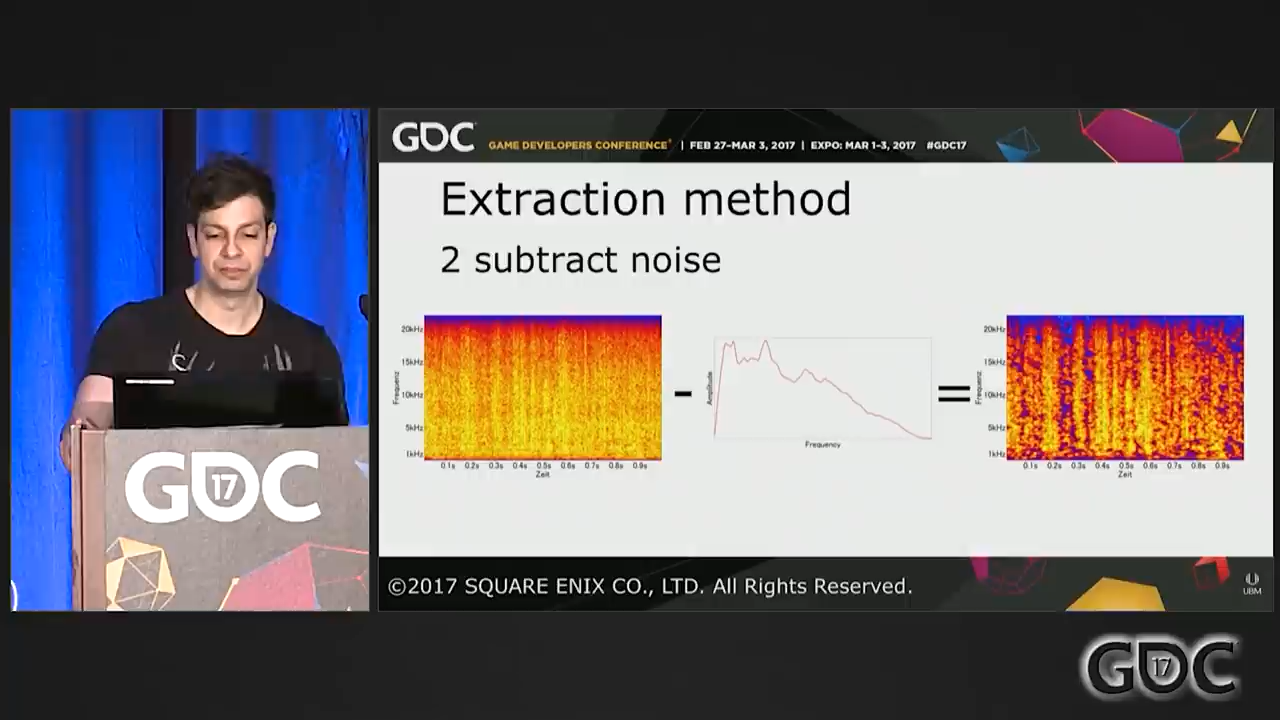 GDC
GAME DEVELOPERS CONFERENCE® | FEB 27–MAR 3, 2017 | EXPO: MAR 1–3, 2017 #GDC17
Extraction method
2 subtract noise
Frequenz
20kHz
15kHz
10kHz
5kHz
1kHz
0.1s 0.2s 0.3s 0.4s 0.5s 0.6s 0.7s 0.8s 0.9s
Zeit
-
Amplitude
Frequency
=
Frequenz
20kHz
15kHz
10kHz
5kHz
1kHz
0.1s 0.2s 0.3s 0.4s 0.5s 0.6s 0.7s 0.8s 0.9s
Zeit
©2017 SQUARE ENIX CO., LTD. All Rights Reserved.
UBM
GDC 17
GDC 17